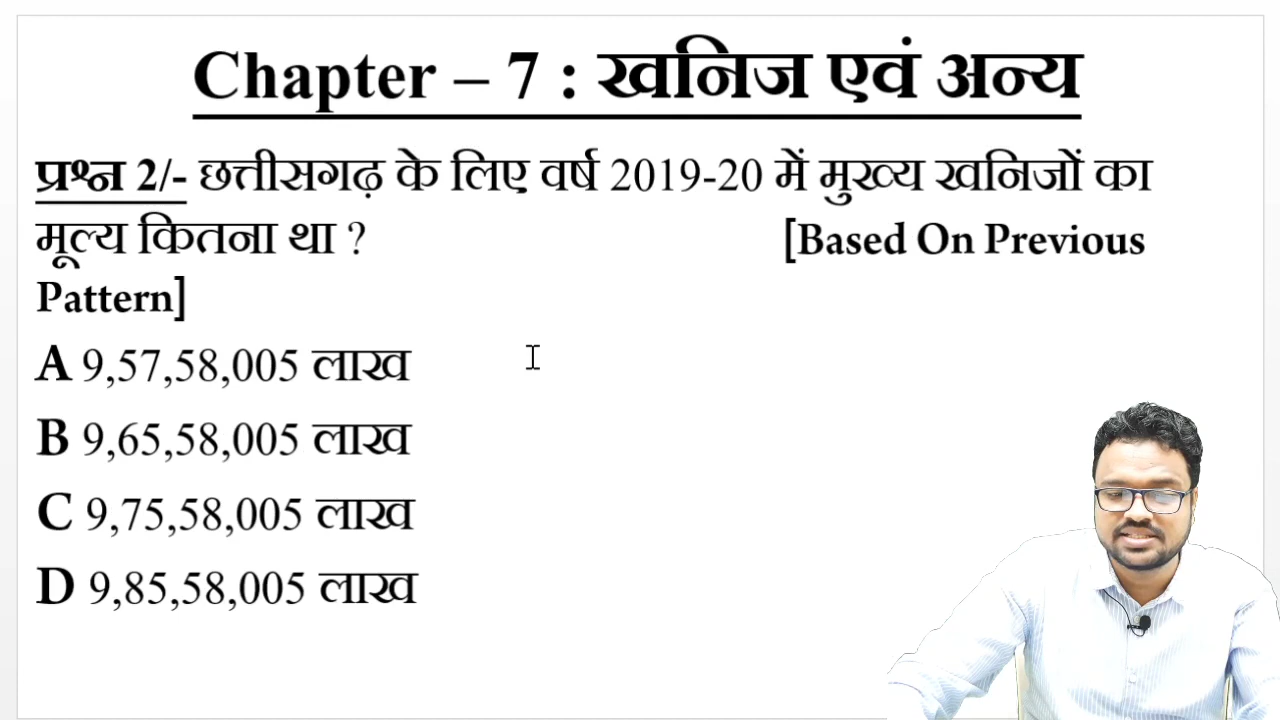 Chapter – 7 : खनिज एवं अन्य
प्रश्न 2/- छत्तीसगढ़ के लिए वर्ष 2019-20 में मुख्य खनिजों का
मूल्य कितना था ? [Based On Previous
Pattern]
A 9,57,58,005 लाख
B 9,65,58,005 लाख
C 9,75,58,005 लाख
D 9,85,58,005 लाख